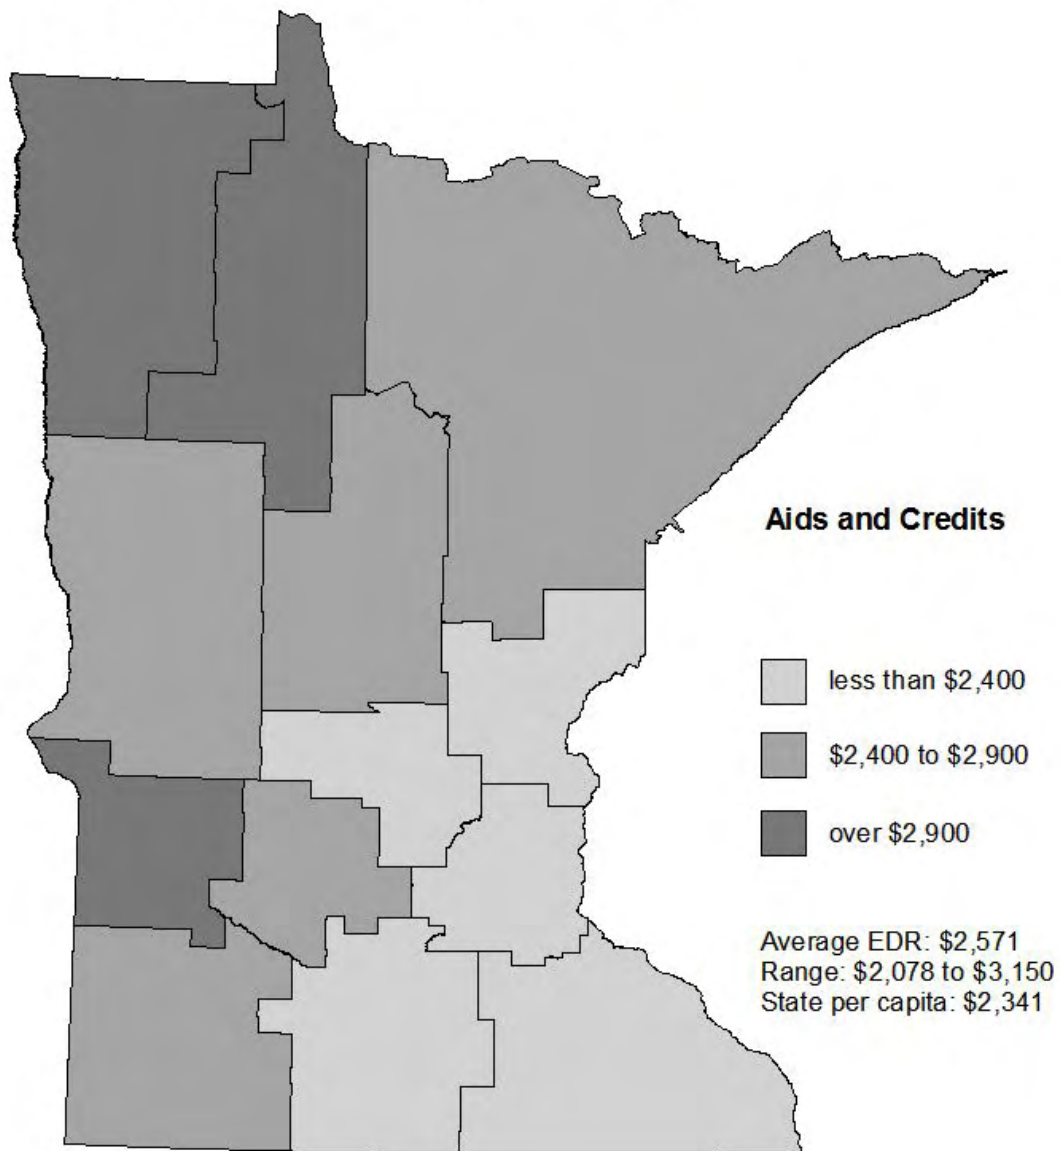 Aids and Credits
less than $2,400
$2,400 to $2,900
over $2,900
Average EDR: $2,571
Range: $2,078 to $3,150
State per capita: $2,341